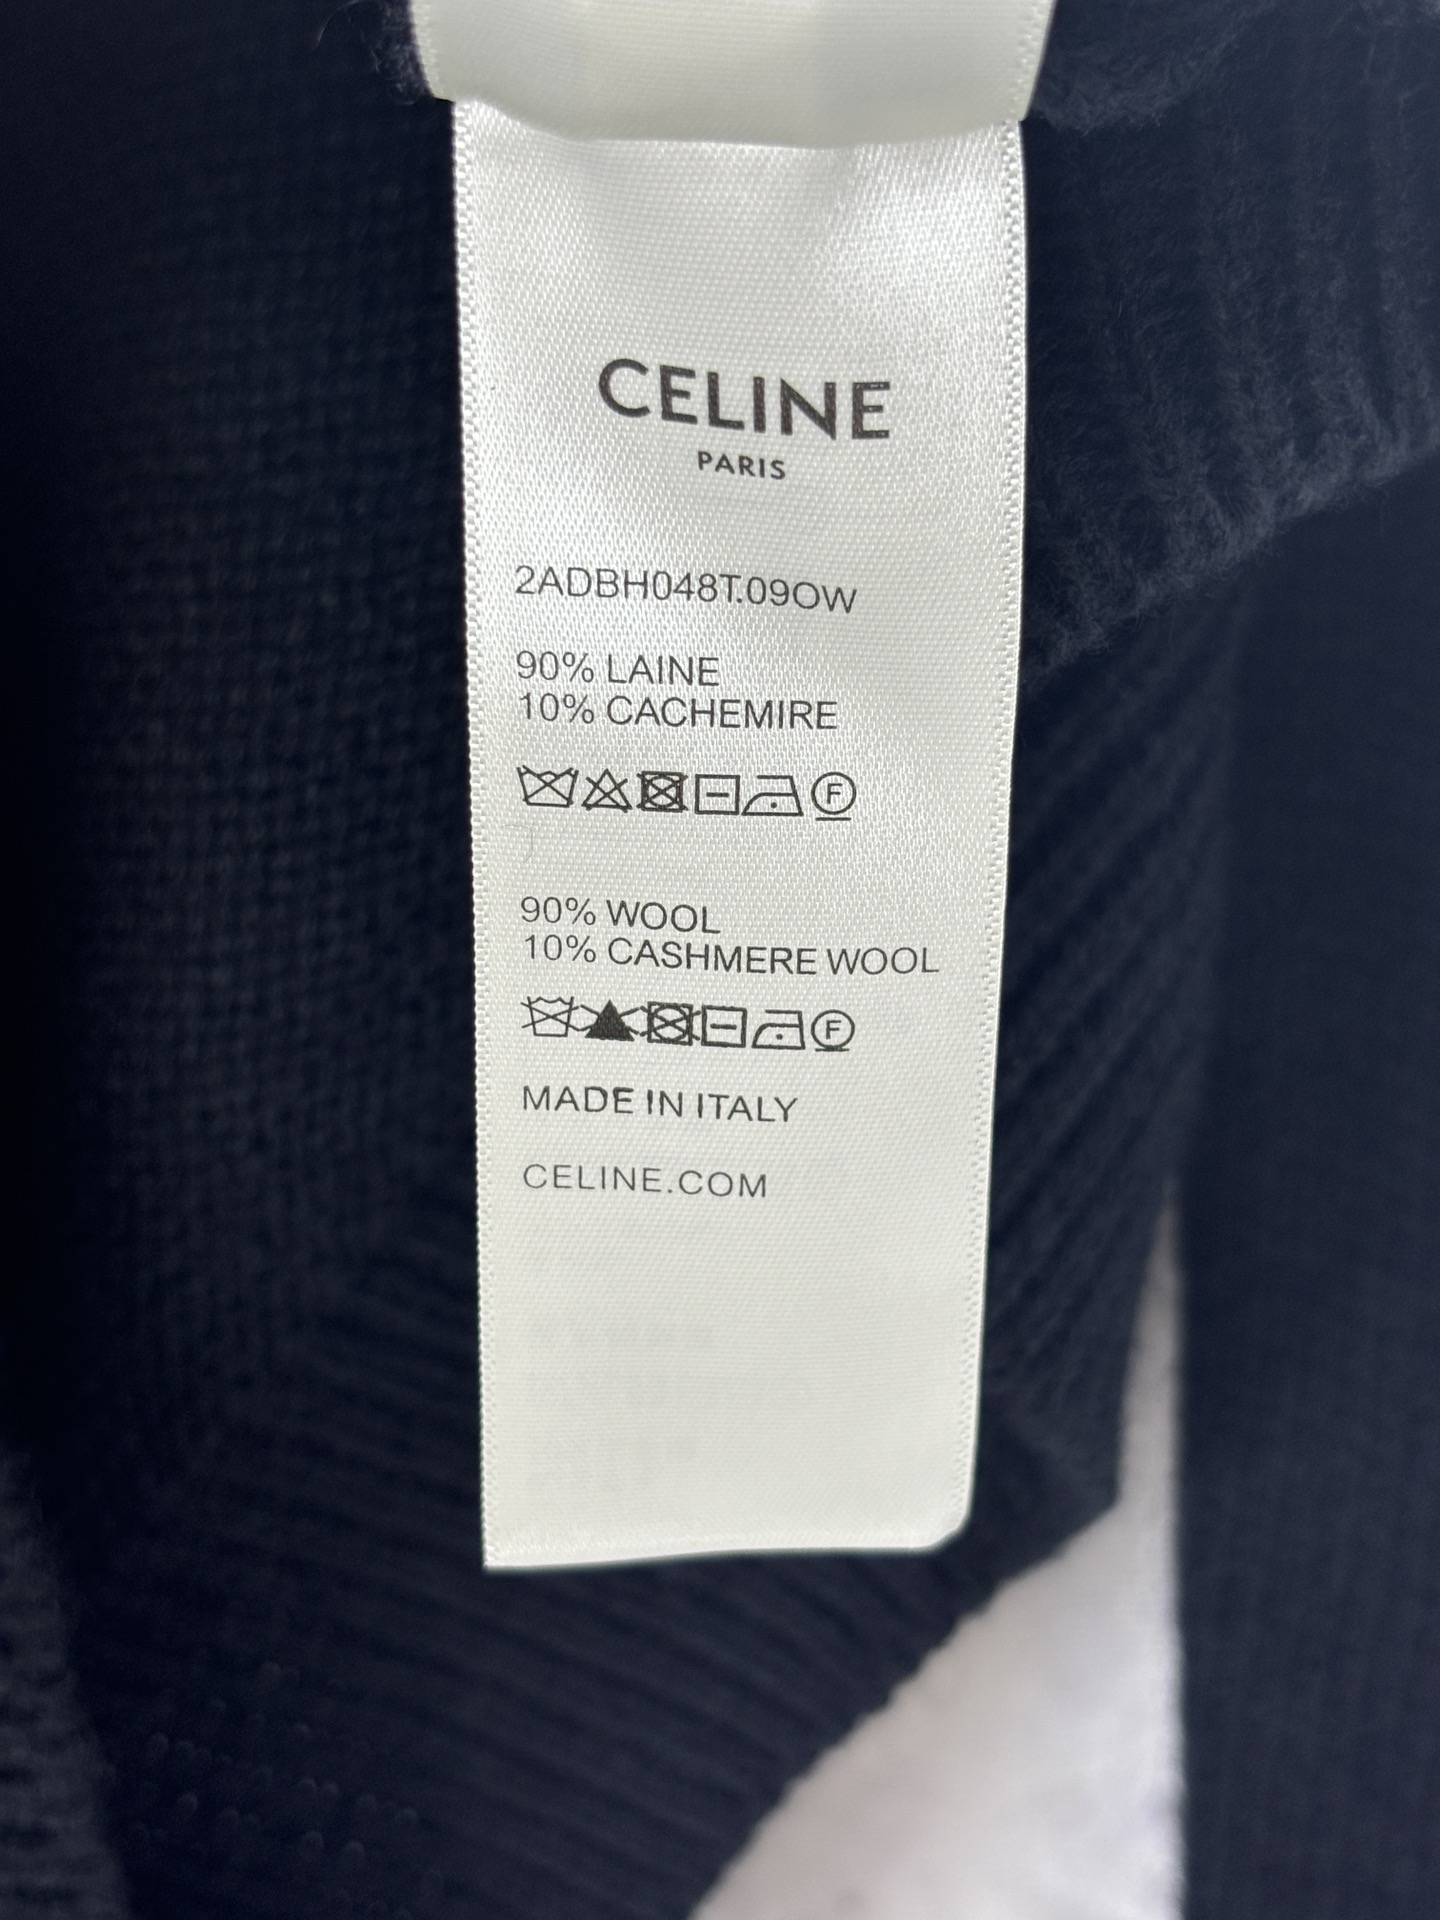 CELINE
PARIS
2ADBH048T.09OW
90% LAINE
10% CACHEMIRE
F
90% WOOL
10% CASHMERE WOOL
F
MADE IN ITALY
CELINE.COM